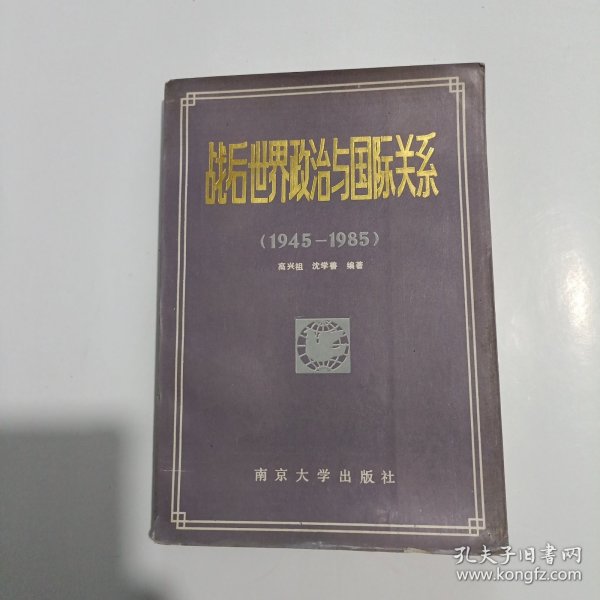 战后世界政治与国际关系
(1945-1985)
高兴祖 沈学善 编著
南京大学出版社
孔夫子旧书网
www.kongfz.com